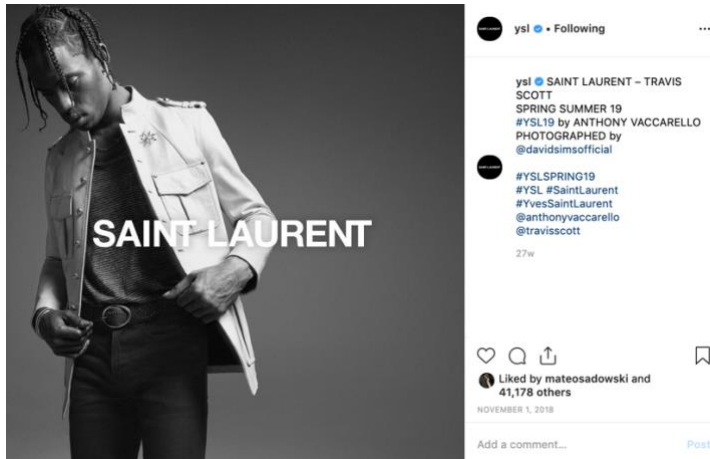 SAINT LAURENT
ysl • Following
ysl SAINT LAURENT – TRAVIS
SCOTT
SPRING SUMMER 19
#YSL19 by ANTHONY VACCARELLO
PHOTOGRAPHED by
@davidsimsofficial
#YSLSPRING19
#YSL #SaintLaurent
#YvesSaintLaurent
@anthonyvaccarello
@travisscott
27w
Liked by mateosadowski and
41,178 others
NOVEMBER 1, 2018
Add a comment...
Post